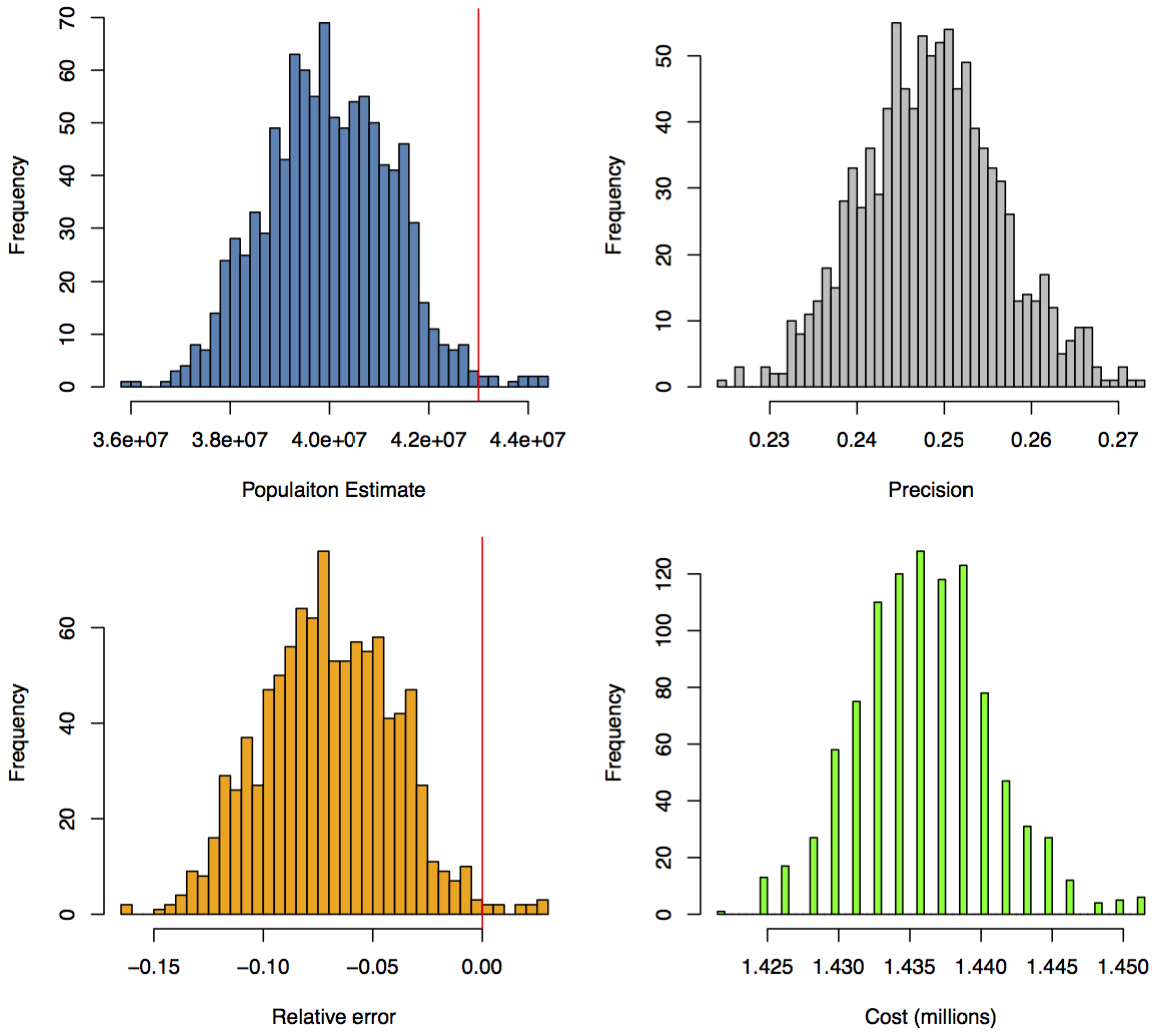 70
60
50
40
30
20
10
0
Frequency
3.6e+07 3.8e+07 4.0e+07 4.2e+07 4.4e+07
Populaiton Estimate
50
40
30
20
10
0
Frequency
0.23 0.24 0.25 0.26 0.27
Precision
60
40
20
0
Frequency
−0.15 −0.10 −0.05 0.00
Relative error
120
100
80
60
40
20
0
Frequency
1.425 1.430 1.435 1.440 1.445 1.450
Cost (millions)